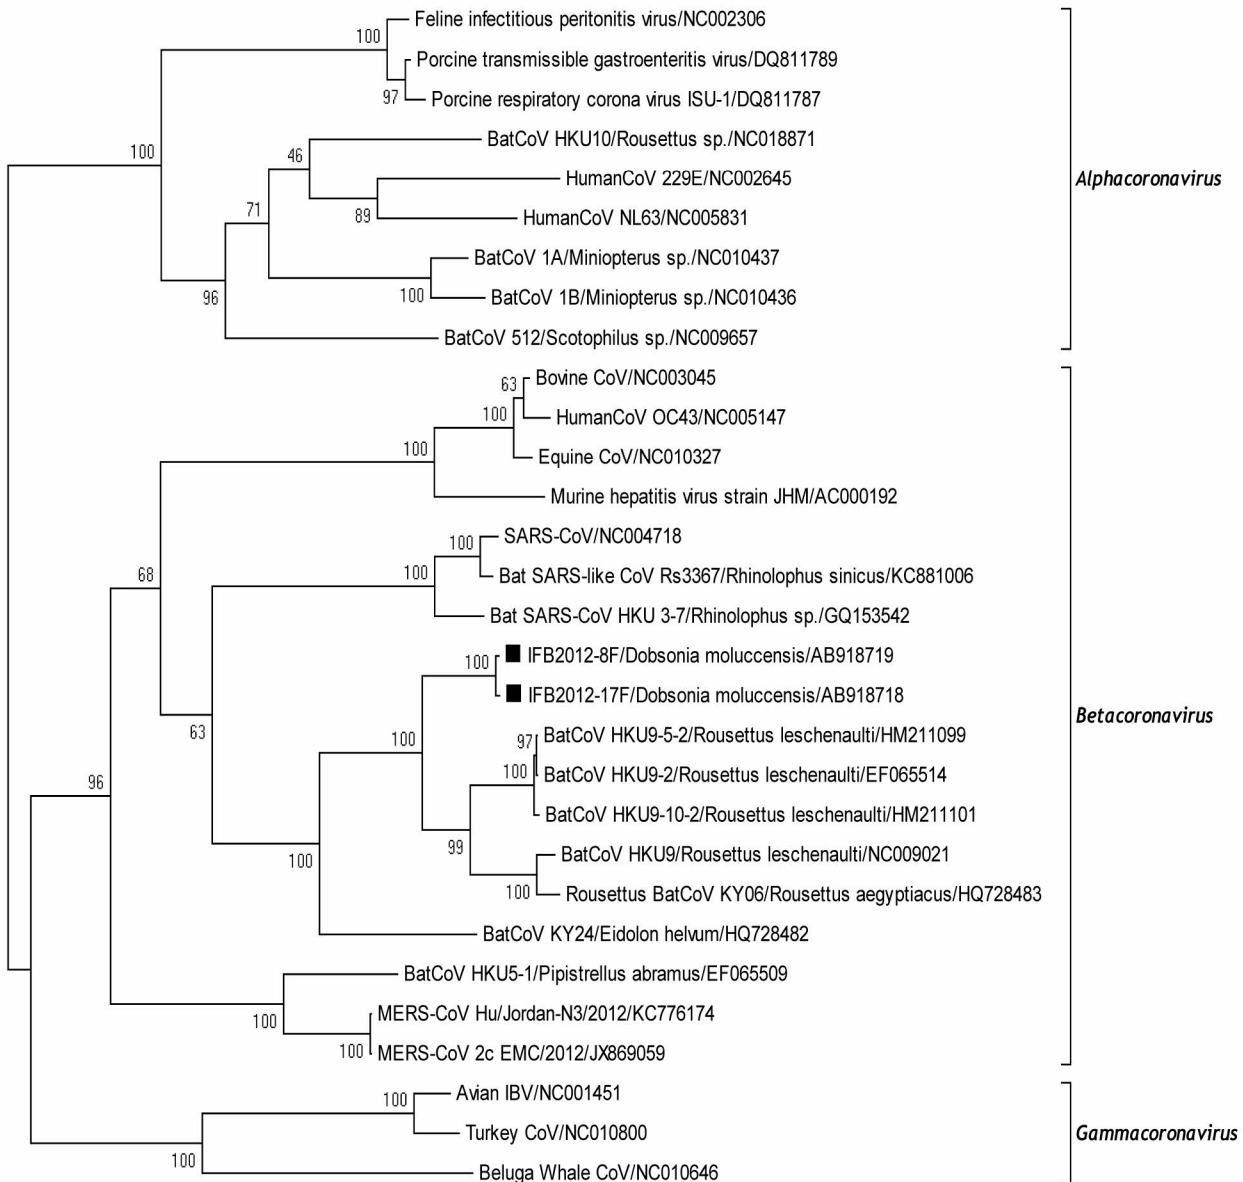 Feline infectitious peritonitis virus/NC002306
100
Porcine transmissible gastroenteritis virus/DQ811789
97
Porcine respiratory corona virus ISU-1/DQ811787
BatCoV HKU10/Rousettus sp./NC018871
100
46
HumanCoV 229E/NC002645
Alphacoronavirus
71
89
HumanCoV NL63/NC005831
BatCoV 1A/Miniopterus sp./NC010437
96
100
BatCoV 1B/Miniopterus sp./NC010436
BatCoV 512/Scotophilus sp./NC009657
63
Bovine CoV/NC003045
100
HumanCoV OC43/NC005147
100
Equine CoV/NC010327
Murine hepatitis virus strain JHM/AC000192
100
SARS-CoV/NC004718
68
100
Bat SARS-like CoV Rs3367/Rhinolophus sinicus/KC881006
Bat SARS-CoV HKU 3-7/Rhinolophus sp./GQ153542
100
IFB2012-8F/Dobsonia moluccensis/AB918719
IFB2012-17F/Dobsonia moluccensis/AB918718
Betacoronavirus
63
100
97
BatCoV HKU9-5-2/Rousettus leschenaulti/HM211099
96
100
BatCoV HKU9-2/Rousettus leschenaulti/EF065514
BatCoV HKU9-10-2/Rousettus leschenaulti/HM211101
99
100
BatCoV HKU9/Rousettus leschenaulti/NC009021
100
Rousettus BatCoV KY06/Rousettus aegyptiacus/HQ728483
BatCoV KY24/Eidolon helvum/HQ728482
BatCoV HKU5-1/Pipistrellus abramus/EF065509
100
MERS-CoV Hu/Jordan-N3/2012/KC776174
100
MERS-CoV 2c EMC/2012/JX869059
100
Avian IBV/NC001451
Turkey CoV/NC010800
Gammacoronavirus
100
Beluga Whale CoV/NC010646